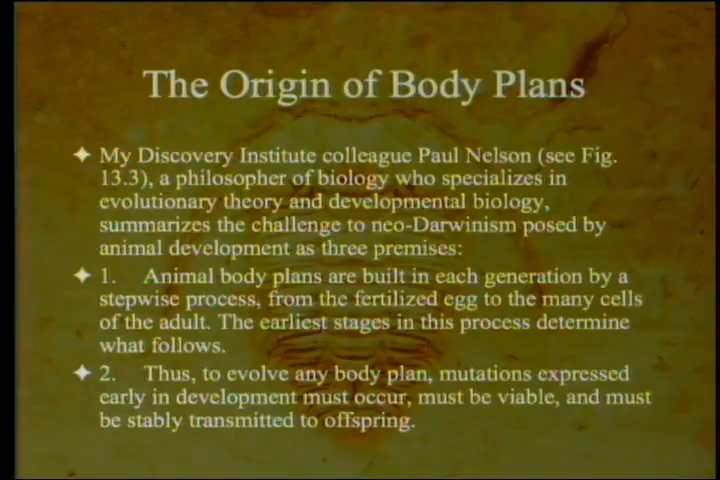 The Origin of Body Plans
My Discovery Institute colleague Paul Nelson (see Fig.
13.3), a philosopher of biology who specializes in
evolutionary theory and developmental biology,
summarizes the challenge to neo-Darwinism posed by
animal development as three premises:
1. Animal body plans are built in each generation by a
stepwise process, from the fertilized egg to the many cells
of the adult. The earliest stages in this process determine
what follows.
2. Thus, to evolve any body plan, mutations expressed
early in development must occur, must be viable, and must
be stably transmitted to offspring.